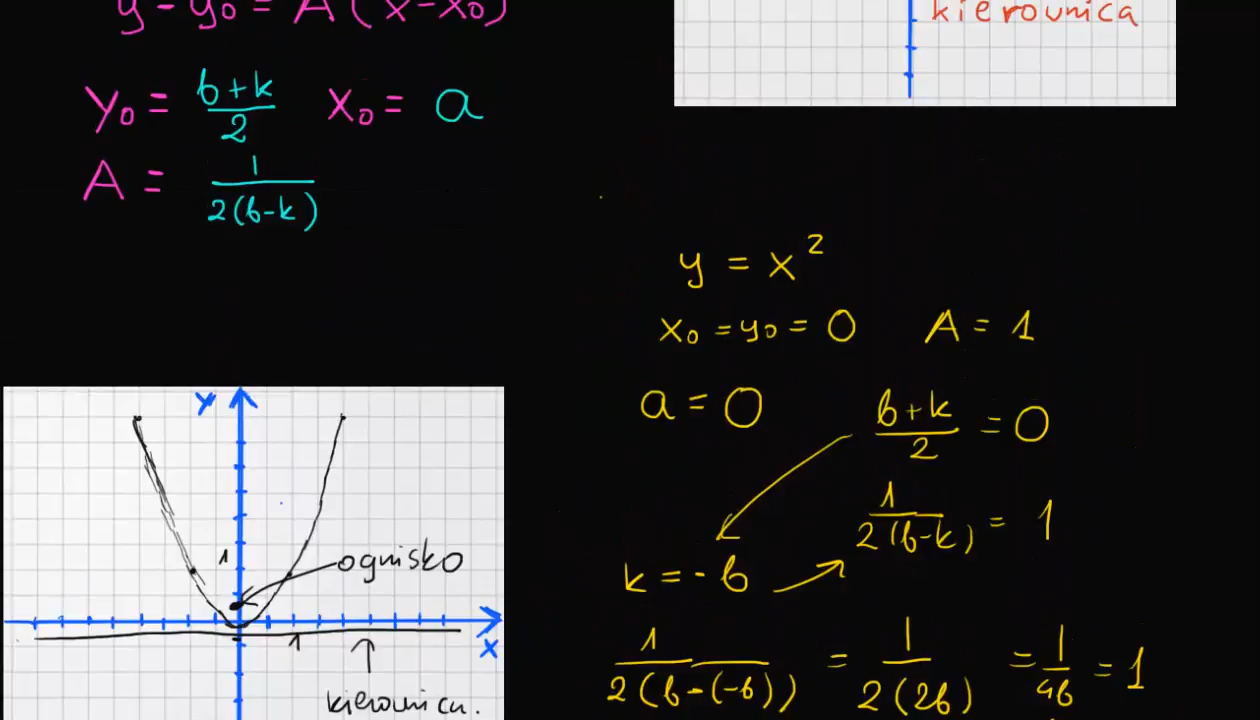 y - y₀ = A (x - x₀)
kierownica
y₀ = (b+k)/2 x₀ = a
A = 1/(2(b-k))
y = x²
x₀ = y₀ = 0 A = 1
a = 0 (b+k)/2 = 0
1/(2(b-k)) = 1
k = -b
1/(2(b-(-b))) = 1/(2(2b)) = 1/(4b) = 1
y
1
ognisko
1
x
kierownica.